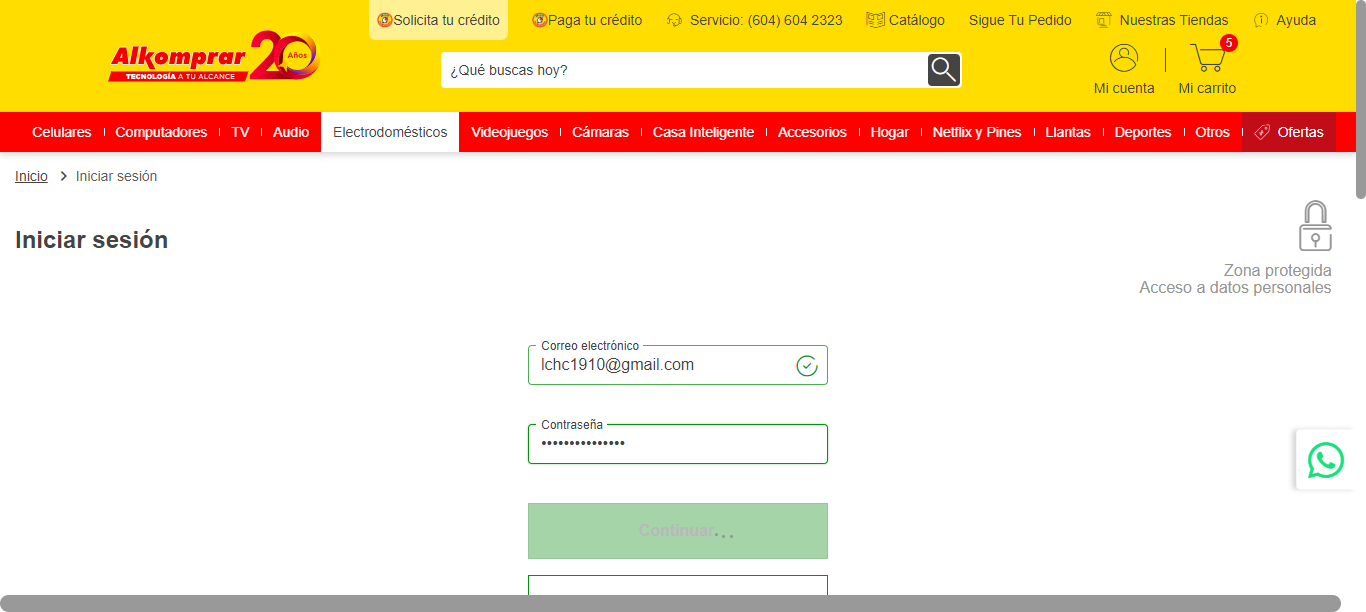 Solicita tu crédito
Paga tu crédito
Servicio: (604) 604 2323
Catálogo
Sigue Tu Pedido
Nuestras Tiendas
Ayuda
Alkomprar 20 Años
TECNOLOGÍA A TU ALCANCE
¿Qué buscas hoy?
5
Mi cuenta
Mi carrito
Celulares
Computadores
TV
Audio
Electrodomésticos
Videojuegos
Cámaras
Casa Inteligente
Accesorios
Hogar
Netflix y Pines
Llantas
Deportes
Otros
Ofertas
Inicio
Iniciar sesión
Iniciar sesión
Zona protegida
Acceso a datos personales
Correo electrónico
lchc1910@gmail.com
Contraseña
•••••••••••••••
Continuar...